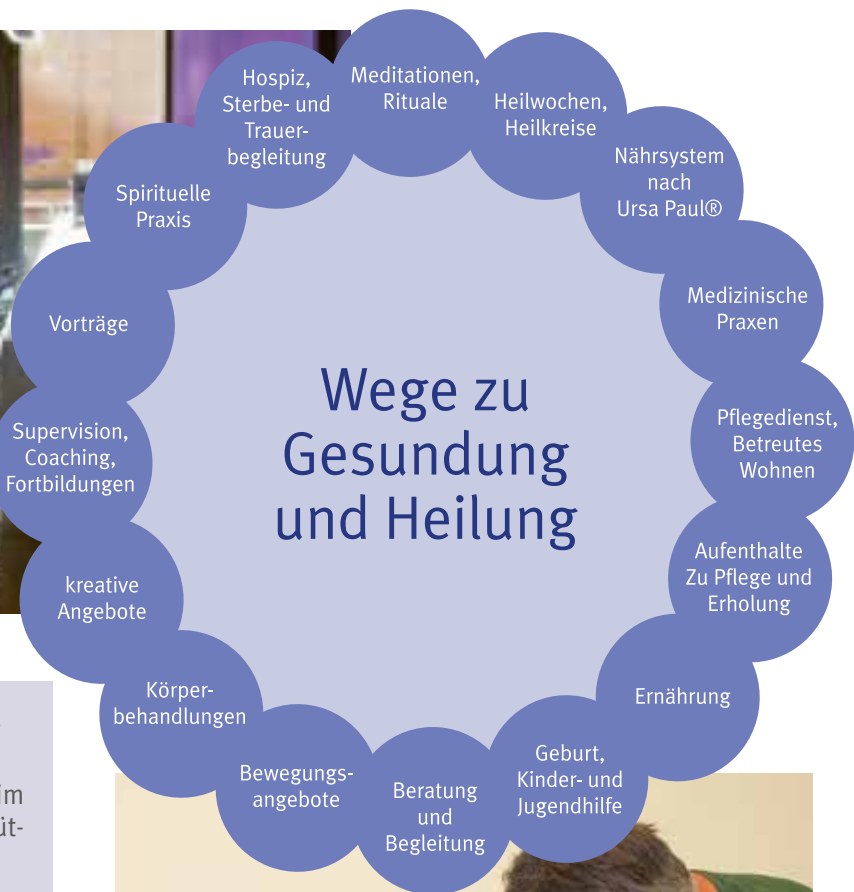 Wege zu
Gesundung
und Heilung
Meditationen,
Rituale
Heilwochen,
Heilkreise
Nährsystem
nach
Ursa Paul®
Medizinische
Praxen
Pflegedienst,
Betreutes
Wohnen
Aufenthalte
Zu Pflege und
Erholung
Ernährung
Geburt,
Kinder- und
Jugendhilfe
Beratung
und
Begleitung
Bewegungs-
angebote
Körper-
behandlungen
kreative
Angebote
Supervision,
Coaching,
Fortbildungen
Vorträge
Spirituelle
Praxis
Hospiz,
Sterbe- und
Trauer-
begleitung
im